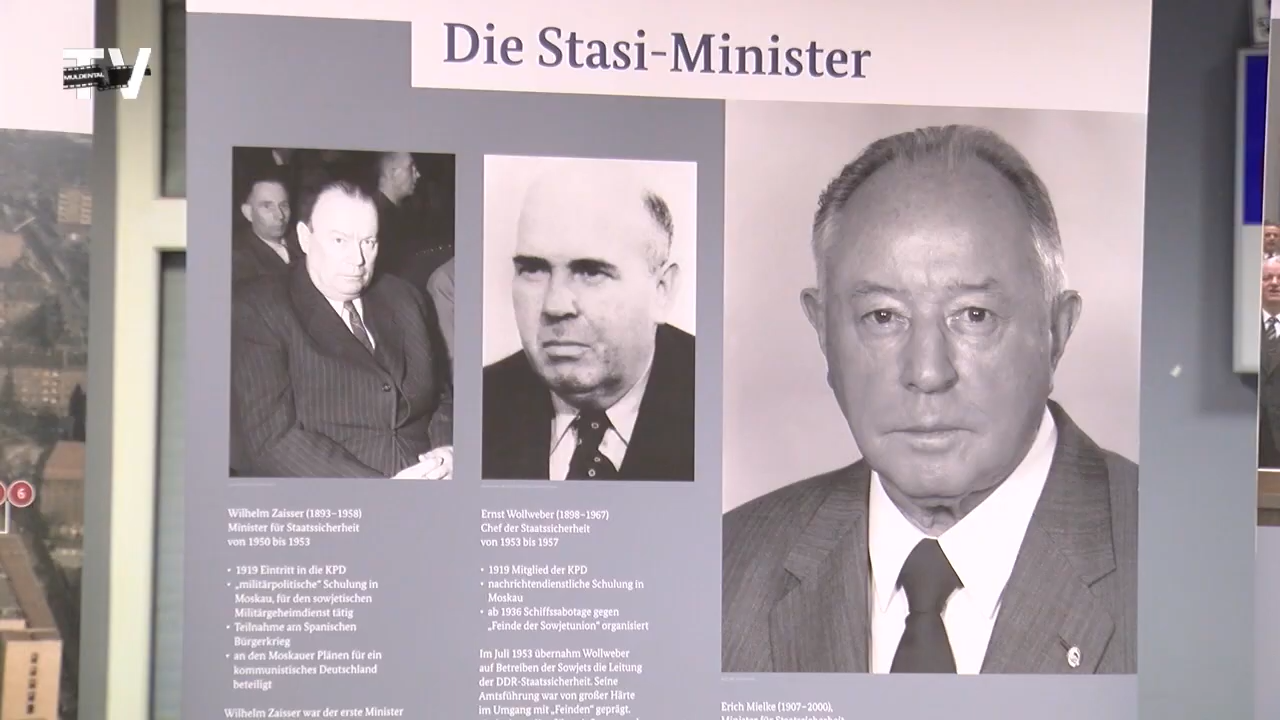 TV
MULDENTAL
Die Stasi-Minister
Wilhelm Zaisser (1893–1958)
Minister für Staatssicherheit
von 1950 bis 1953
• 1919 Eintritt in die KPD
• „militärpolitische“ Schulung in
Moskau, für den sowjetischen
Militärgeheimdienst tätig
• Teilnahme am Spanischen
Bürgerkrieg
• an den Moskauer Plänen für ein
kommunistisches Deutschland
beteiligt
Wilhelm Zaisser war der erste Minister
Ernst Wollweber (1898–1967)
Chef der Staatssicherheit
von 1953 bis 1957
• 1919 Mitglied der KPD
• nachrichtendienstliche Schulung in
Moskau
• ab 1936 Schiffssabotage gegen
„Feinde der Sowjetunion“ organisiert
Im Juli 1953 übernahm Wollweber
auf Betreiben der Sowjets die Leitung
der DDR-Staatssicherheit. Seine
Amtsführung war von großer Härte
im Umgang mit „Feinden“ geprägt.
Erich Mielke (1907–2000),
Minister für Staatssicherheit
6